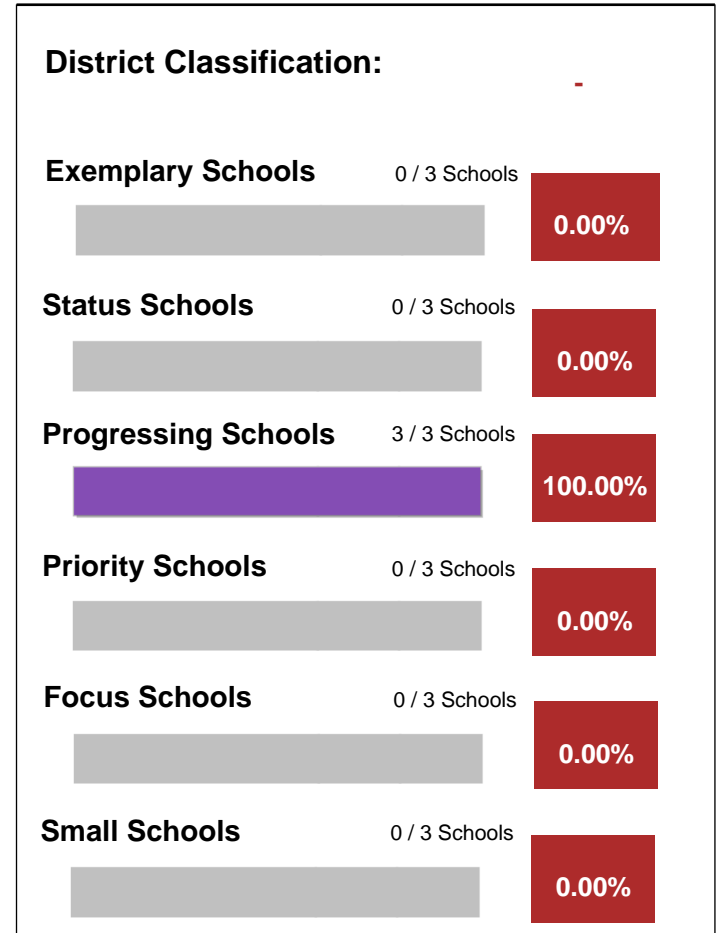 District Classification:
-
Exemplary Schools 0 / 3 Schools
0.00%
Status Schools 0 / 3 Schools
0.00%
Progressing Schools 3 / 3 Schools
100.00%
Priority Schools 0 / 3 Schools
0.00%
Focus Schools 0 / 3 Schools
0.00%
Small Schools 0 / 3 Schools
0.00%